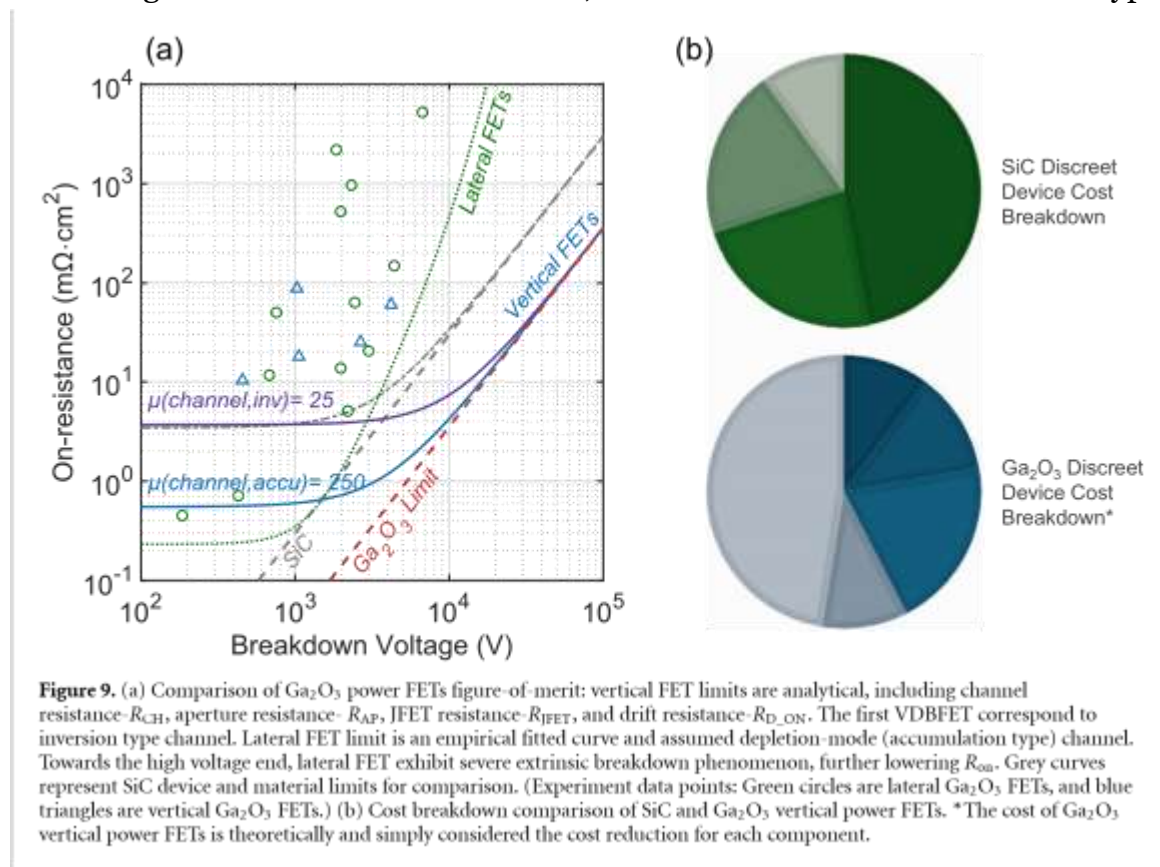 (a)
(b)
10^4
10^3
10^2
10^1
10^0
10^-1
On-resistance (mΩ·cm^2)
Lateral FETs
Vertical FETs
μ(channel,inv)= 25
μ(channel,accu)= 250
SiC
Ga2O3 Limit
10^2 10^3 10^4 10^5
Breakdown Voltage (V)
SiC Discreet
Device Cost
Breakdown
Ga2O3 Discreet
Device Cost
Breakdown*
Figure 9. (a) Comparison of Ga2O3 power FETs figure-of-merit: vertical FET limits are analytical, including channel
resistance-R_CH, aperture resistance- R_AP, JFET resistance-R_JFET, and drift resistance-R_D_ON. The first VDBFET correspond to
inversion type channel. Lateral FET limit is an empirical fitted curve and assumed depletion-mode (accumulation type) channel.
Towards the high voltage end, lateral FET exhibit severe extrinsic breakdown phenomenon, further lowering R_on. Grey curves
represent SiC device and material limits for comparison. (Experiment data points: Green circles are lateral Ga2O3 FETs, and blue
triangles are vertical Ga2O3 FETs.) (b) Cost breakdown comparison of SiC and Ga2O3 vertical power FETs. *The cost of Ga2O3
vertical power FETs is theoretically and simply considered the cost reduction for each component.